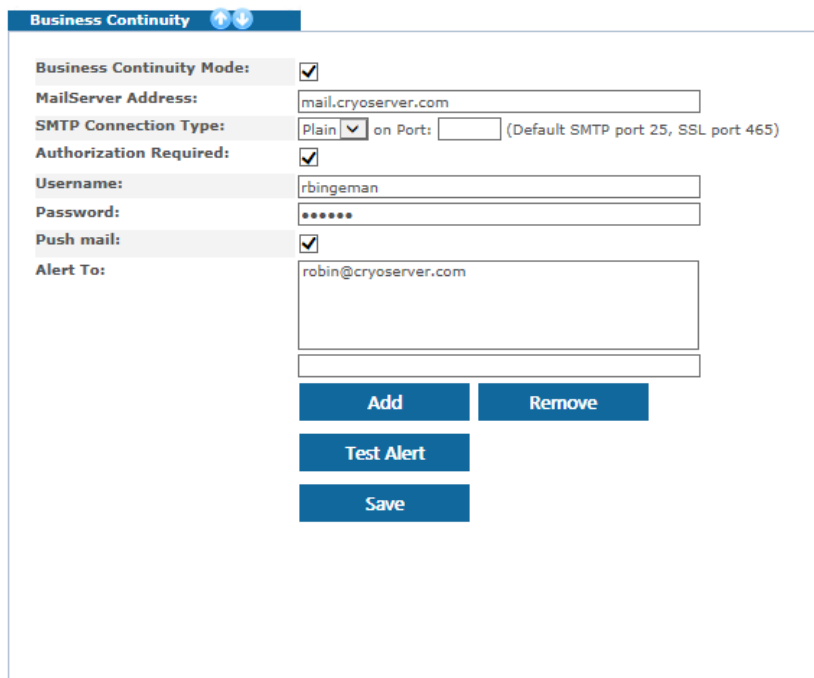 Business Continuity
Business Continuity Mode:
MailServer Address: mail.cryoserver.com
SMTP Connection Type: Plain on Port: (Default SMTP port 25, SSL port 465)
Authorization Required:
Username: rbingeman
Password: ••••••
Push mail:
Alert To: robin@cryoserver.com
Add Remove
Test Alert
Save